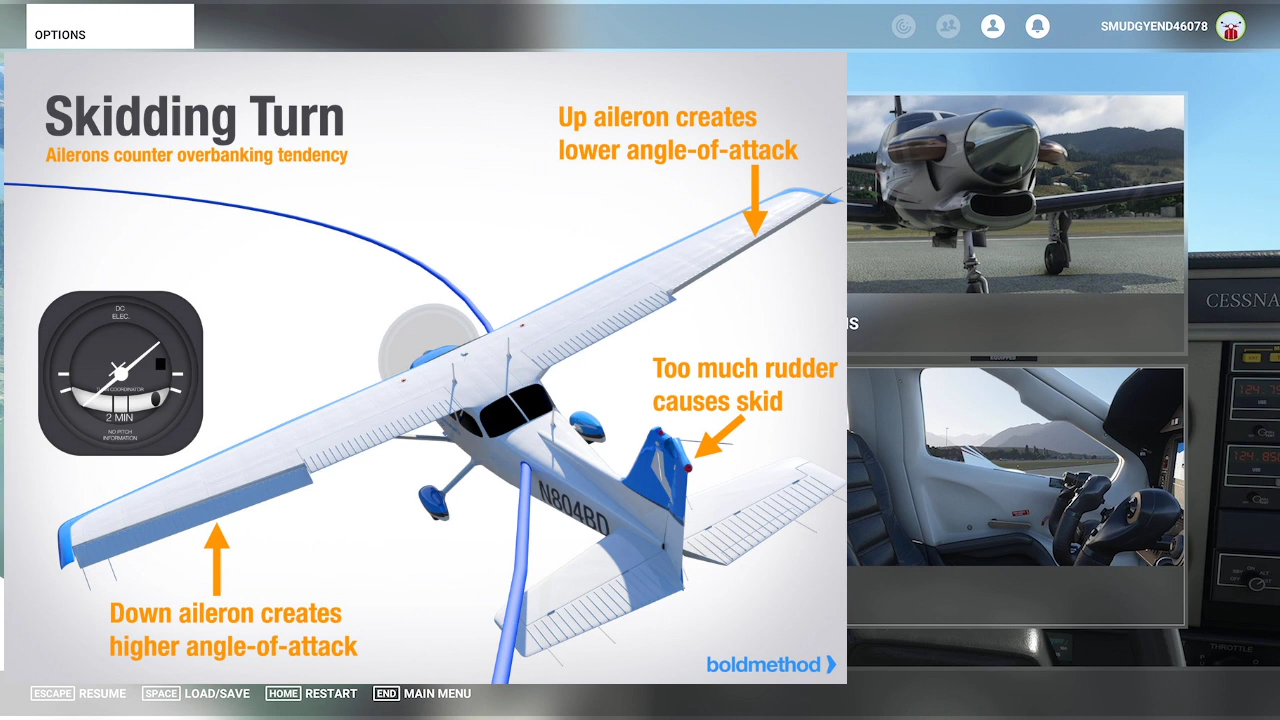 OPTIONS
SMUDGYEND46078
Skidding Turn
Ailerons counter overbanking tendency
Up aileron creates
lower angle-of-attack
DC
ELEC.
TURN COORDINATOR
2 MIN
NO PITCH
INFORMATION
Too much rudder
causes skid
N804BD
Down aileron creates
higher angle-of-attack
boldmethod
CESSNA
EQUIPPED
THROTTLE
ESCAPE RESUME SPACE LOAD/SAVE HOME RESTART END MAIN MENU